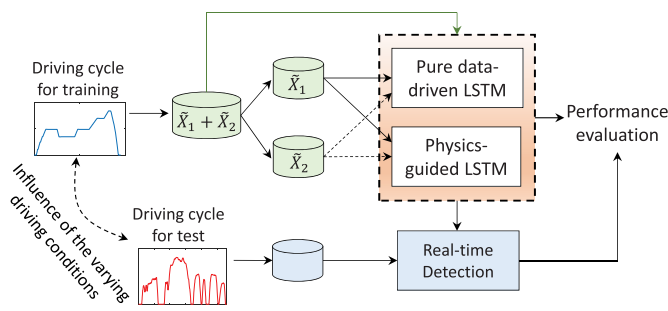 Driving cycle
for training
X̃₁ + X̃₂
X̃₁
X̃₂
Pure data-
driven LSTM
Physics-
guided LSTM
Performance
evaluation
Influence of the varying
driving conditions
Driving cycle
for test
Real-time
Detection